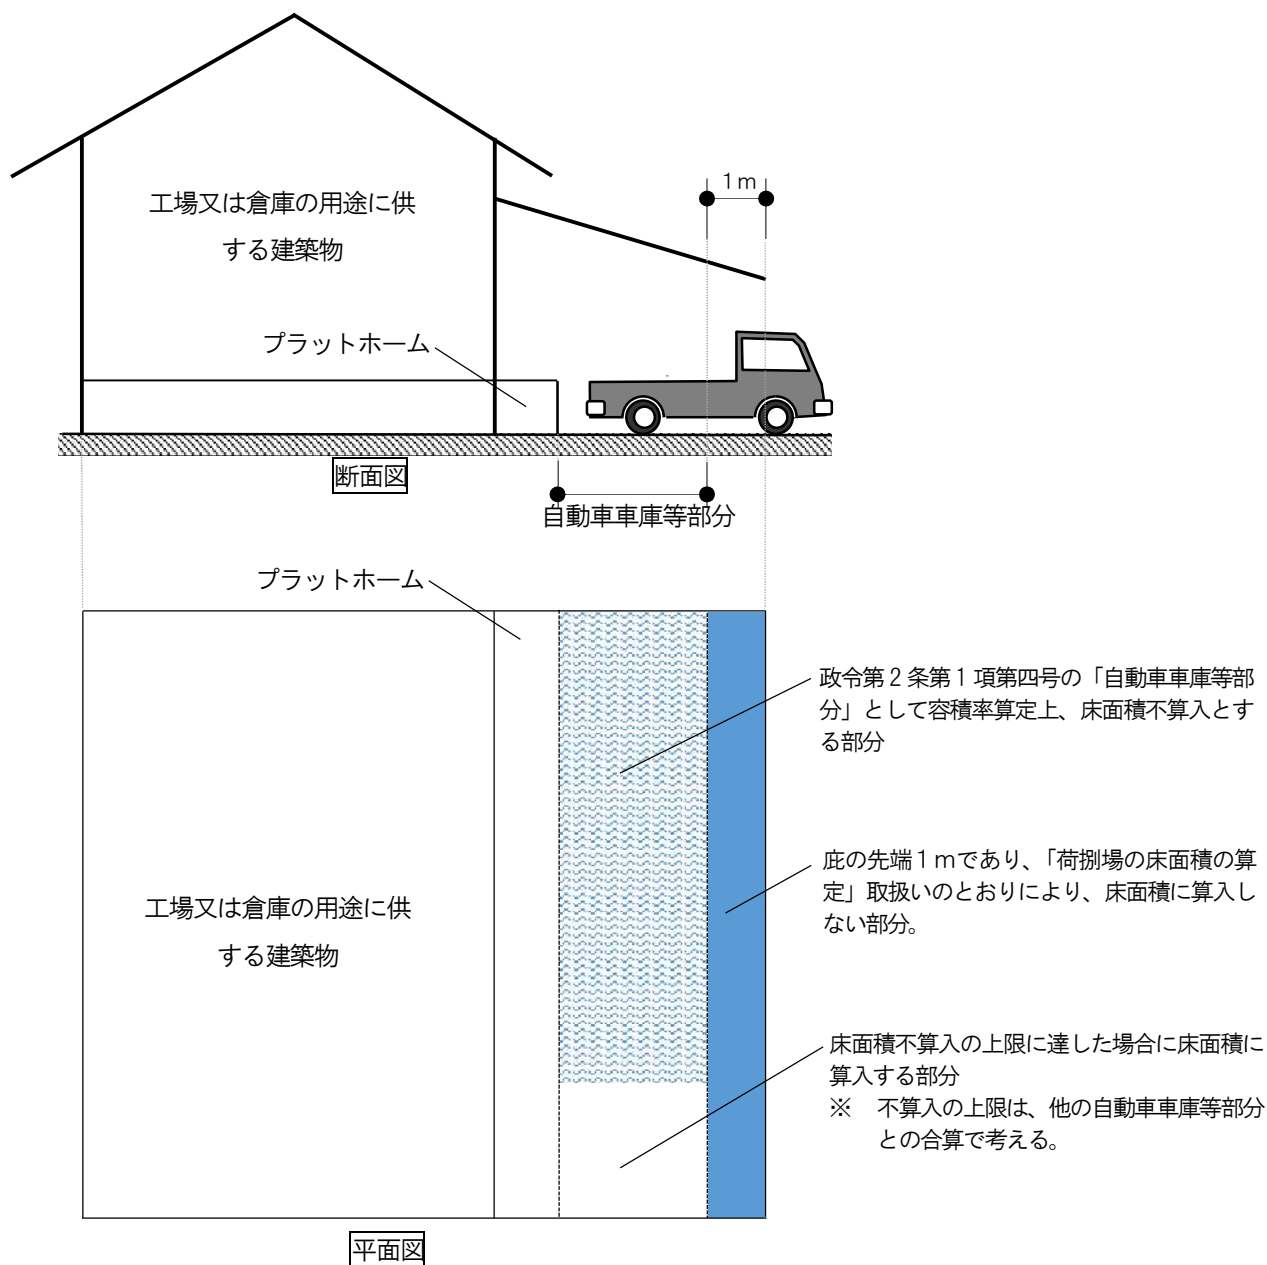 1m
工場又は倉庫の用途に供
する建築物
プラットホーム
断面図
自動車車庫等部分
プラットホーム
政令第2条第1項第四号の「自動車車庫等部
分」として容積率算定上、床面積不算入とす
る部分
庇の先端1mであり、「荷捌場の床面積の算
定」取扱いのとおりにより、床面積に算入し
ない部分。
工場又は倉庫の用途に供
する建築物
床面積不算入の上限に達した場合に床面積に
算入する部分
※ 不算入の上限は、他の自動車車庫等部分
との合算で考える。
平面図